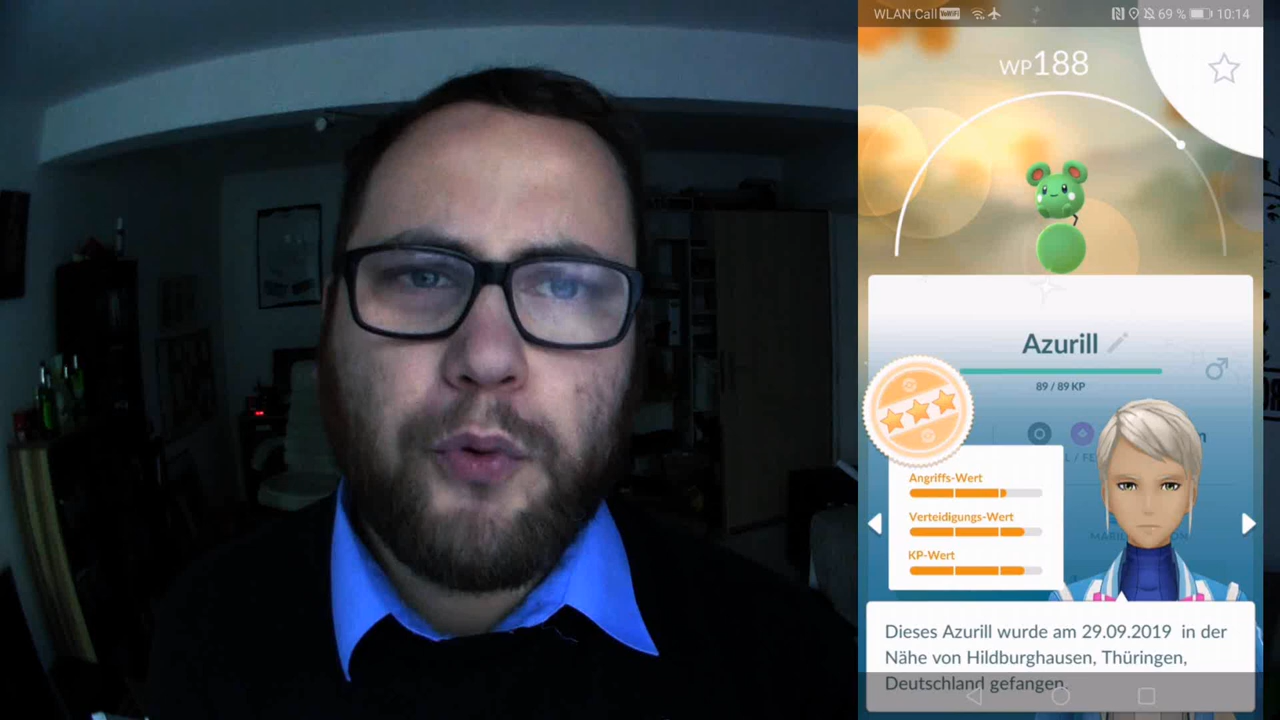 WLAN Call VoWiFi 69 % 10:14
WP188
Azurill
89 / 89 KP
Angriffs-Wert
Verteidigungs-Wert
KP-Wert
Dieses Azurill wurde am 29.09.2019 in der
Nähe von Hildburghausen, Thüringen,
Deutschland gefangen.